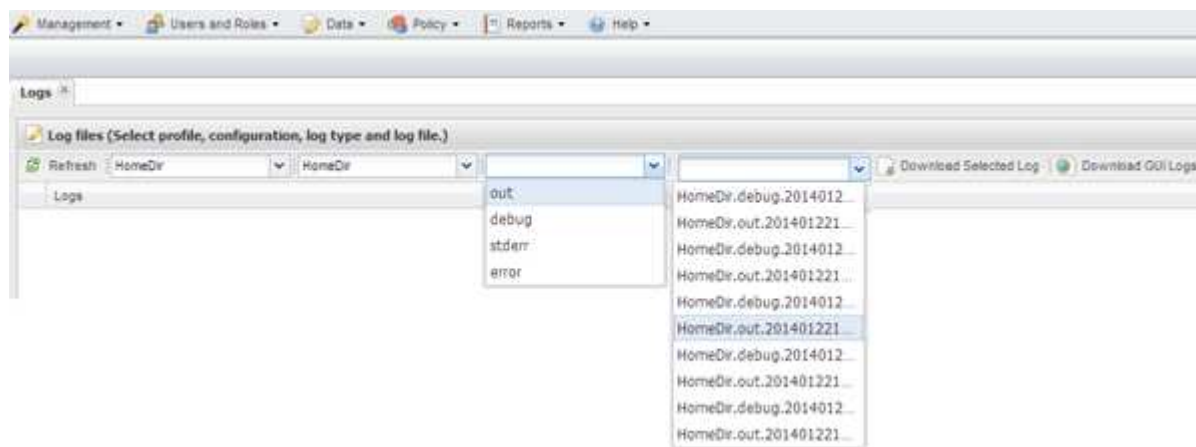 Management Users and Roles Data Policy Reports Help
Logs
Log files (Select profile, configuration, log type and log file.)
Refresh HomeDir HomeDir Download Selected Log Download GUI Logs
Logs
out
debug
stderr
error
HomeDir.debug.2014012...
HomeDir.out.201401221...
HomeDir.debug.2014012...
HomeDir.out.201401221...
HomeDir.debug.2014012...
HomeDir.out.201401221...
HomeDir.debug.2014012...
HomeDir.out.201401221...
HomeDir.debug.2014012...
HomeDir.out.201401221...